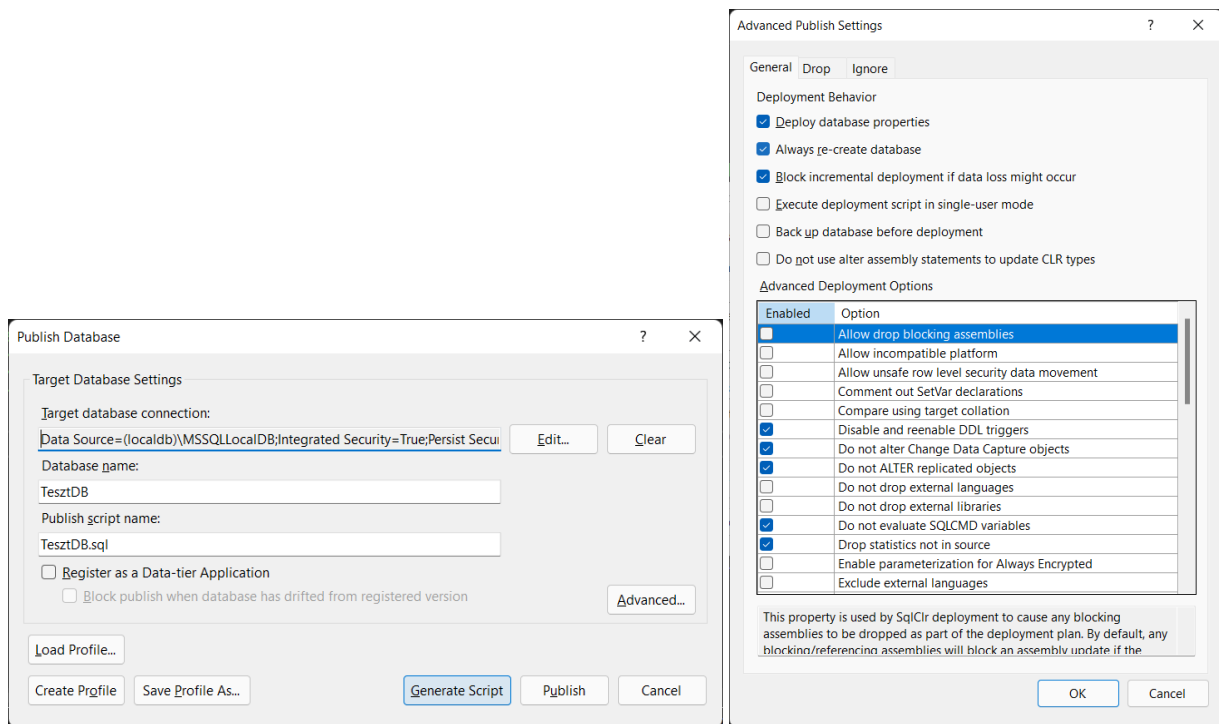 Publish Database
?
Target Database Settings
Target database connection:
Data Source=(localdb)\MSSQLLocalDB;Integrated Security=True;Persist Secur
Edit...
Clear
Database name:
TesztDB
Publish script name:
TesztDB.sql
Register as a Data-tier Application
Block publish when database has drifted from registered version
Advanced...
Load Profile...
Create Profile
Save Profile As...
Generate Script
Publish
Cancel
Advanced Publish Settings
?
General
Drop
Ignore
Deployment Behavior
Deploy database properties
Always re-create database
Block incremental deployment if data loss might occur
Execute deployment script in single-user mode
Back up database before deployment
Do not use alter assembly statements to update CLR types
Advanced Deployment Options
Enabled
Option
Allow drop blocking assemblies
Allow incompatible platform
Allow unsafe row level security data movement
Comment out SetVar declarations
Compare using target collation
Disable and reenable DDL triggers
Do not alter Change Data Capture objects
Do not ALTER replicated objects
Do not drop external languages
Do not drop external libraries
Do not evaluate SQLCMD variables
Drop statistics not in source
Enable parameterization for Always Encrypted
Exclude external languages
This property is used by SqlClr deployment to cause any blocking
assemblies to be dropped as part of the deployment plan. By default, any
blocking/referencing assemblies will block an assembly update if the
OK
Cancel